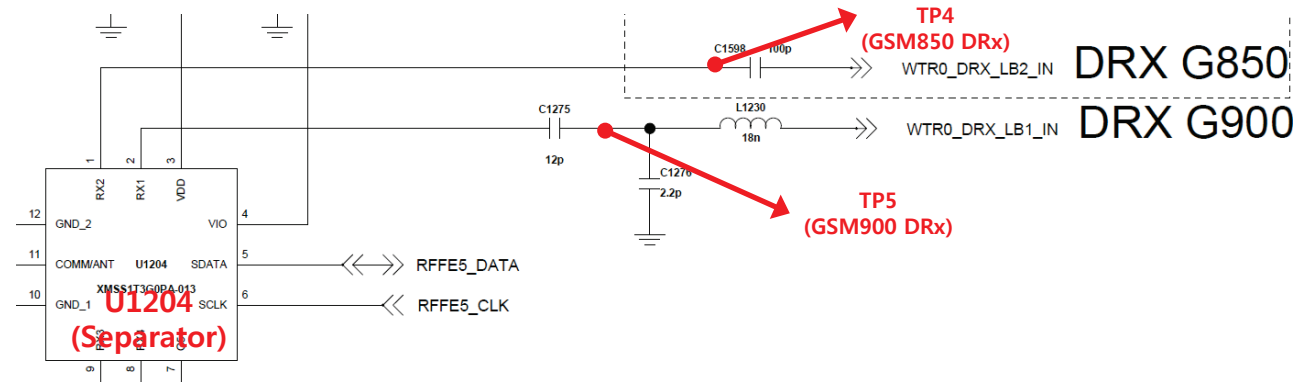 TP4
(GSM850 DRx)
C1598
100p
WTR0_DRX_LB2_IN
DRX G850
C1275
12p
L1230
18n
WTR0_DRX_LB1_IN
DRX G900
C1276
2.2p
TP5
(GSM900 DRx)
1
2
3
RX2
RX1
VDD
12
GND_2
VIO
4
11
COMM/ANT
U1204
SDATA
5
RFFE5_DATA
XMSS1T3G0PA-013
10
GND_1
SCLK
6
RFFE5_CLK
U1204
(Separator)
RX3
9
8
7